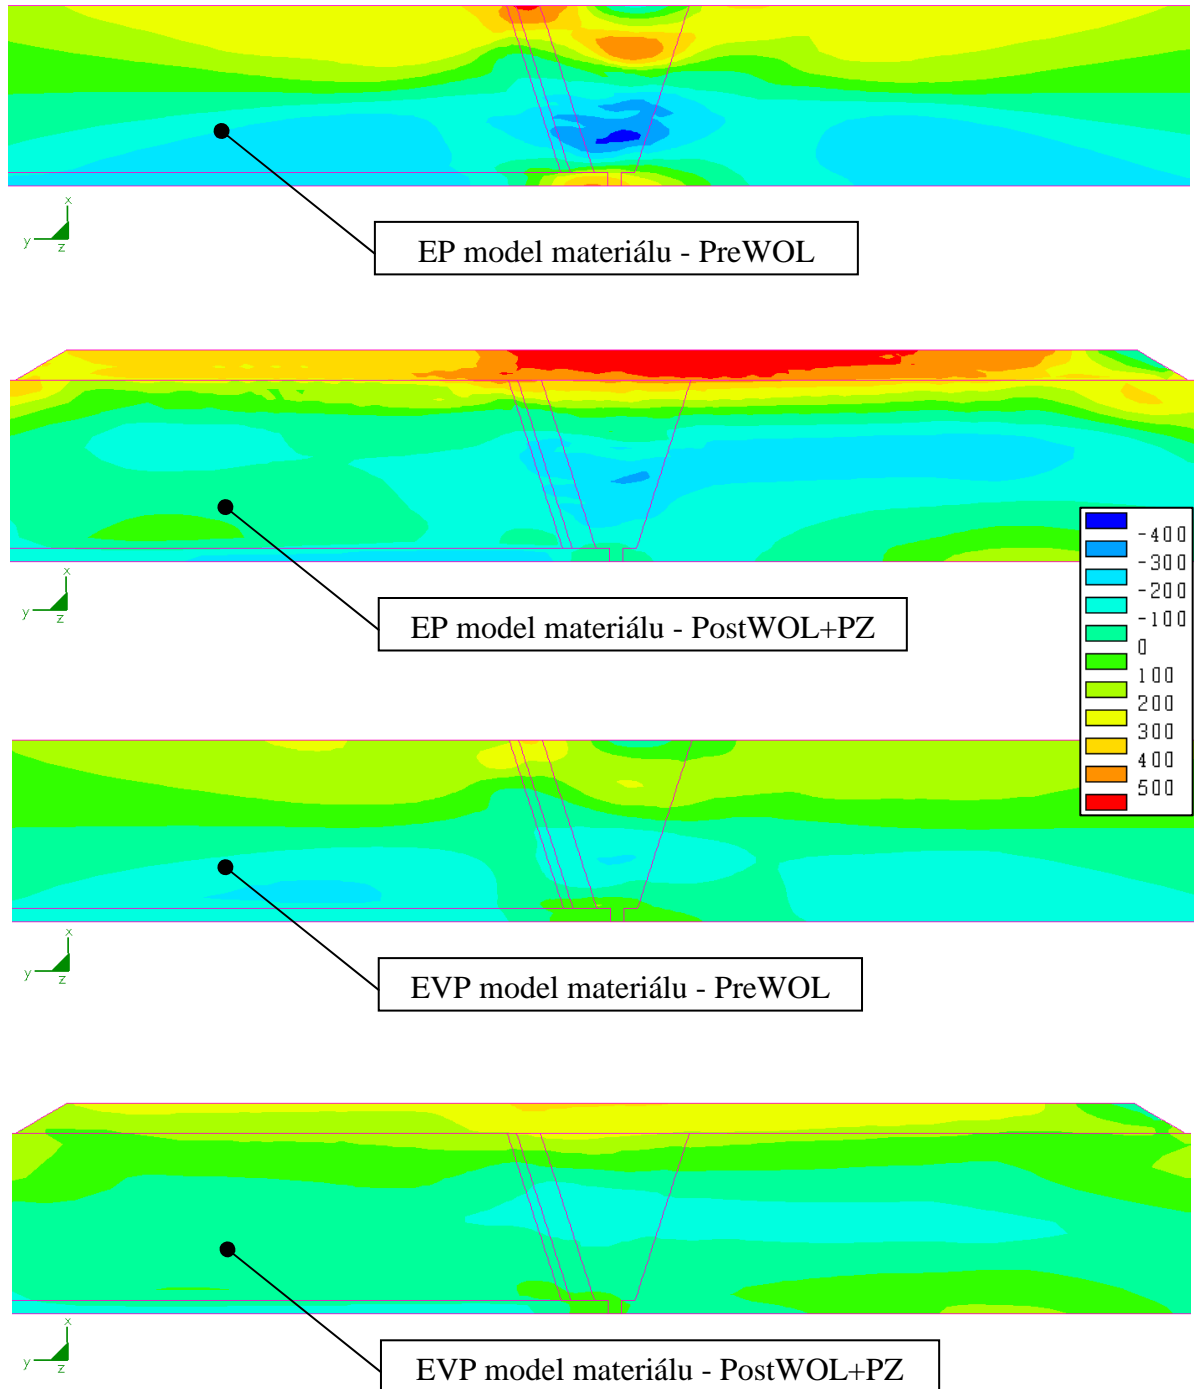 x
y
z
EP model materiálu - PreWOL
x
y
z
EP model materiálu - PostWOL+PZ
-400
-300
-200
-100
0
100
200
300
400
500
x
y
z
EVP model materiálu - PreWOL
x
y
z
EVP model materiálu - PostWOL+PZ